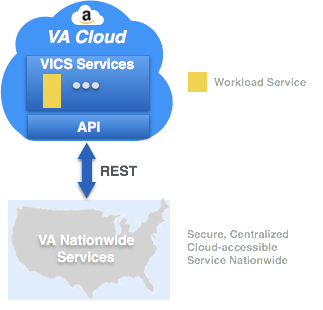 a
VA Cloud
VICS Services
Workload Service
API
REST
VA Nationwide
Services
Secure, Centralized
Cloud-accessible
Service Nationwide